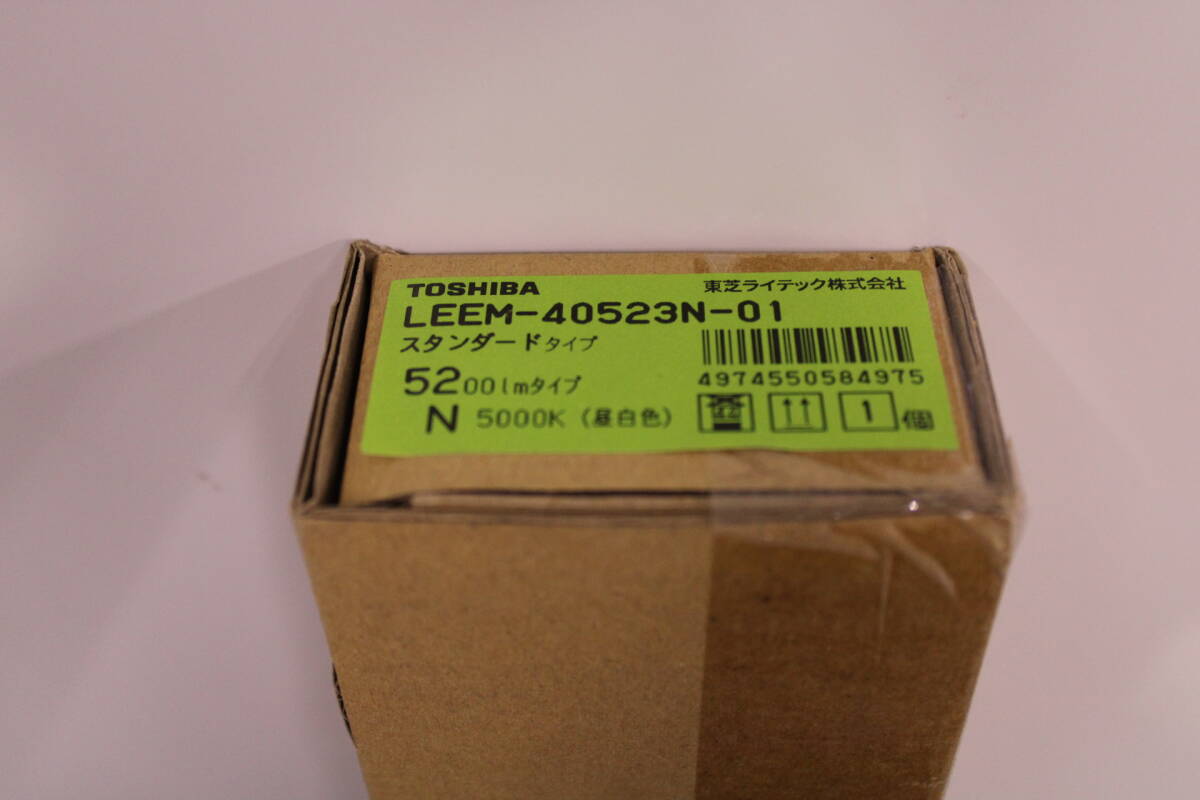 TOSHIBA 東芝ライテック株式会社
LEEM-40523N-01
スタンダードタイプ
5200lmタイプ
4974550584975
N 5000K (昼白色)
1 個